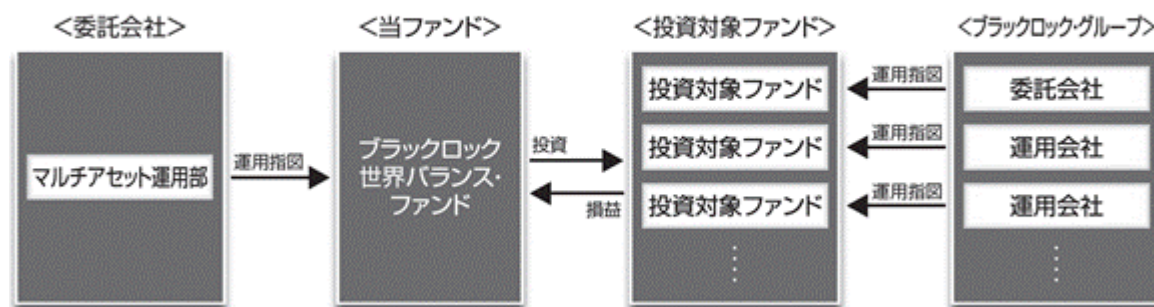 <委託会社>
<当ファンド>
<投資対象ファンド>
<ブラックロック・グループ>
マルチアセット運用部
運用指図
ブラックロック
世界バランス・
ファンド
投資
損益
投資対象ファンド
投資対象ファンド
投資対象ファンド
運用指図
運用指図
運用指図
委託会社
運用会社
運用会社